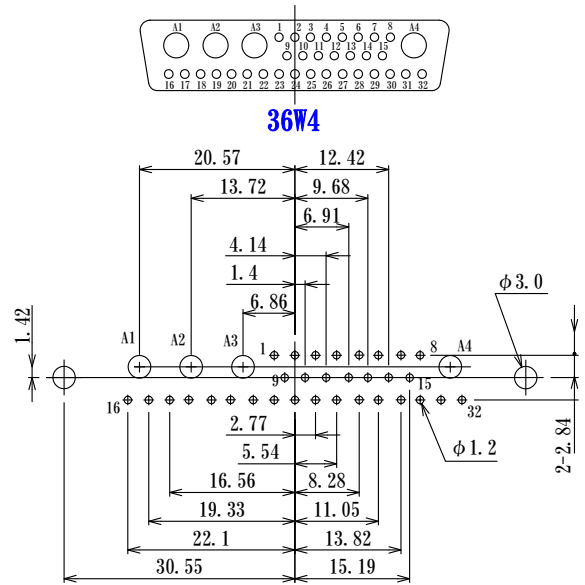 A1 A2 A3 1 2 3 4 5 6 7 8 A4
9 10 11 12 13 14 15
16 17 18 19 20 21 22 23 24 25 26 27 28 29 30 31 32
36W4
20.57 12.42
13.72 9.68
6.91
4.14
1.4
6.86
φ3.0
1.42
A1 A2 A3 1 8 A4
9 15
16 32
2.77
φ1.2
2-2.84
5.54
16.56 8.28
19.33 11.05
22.1 13.82
30.55 15.19